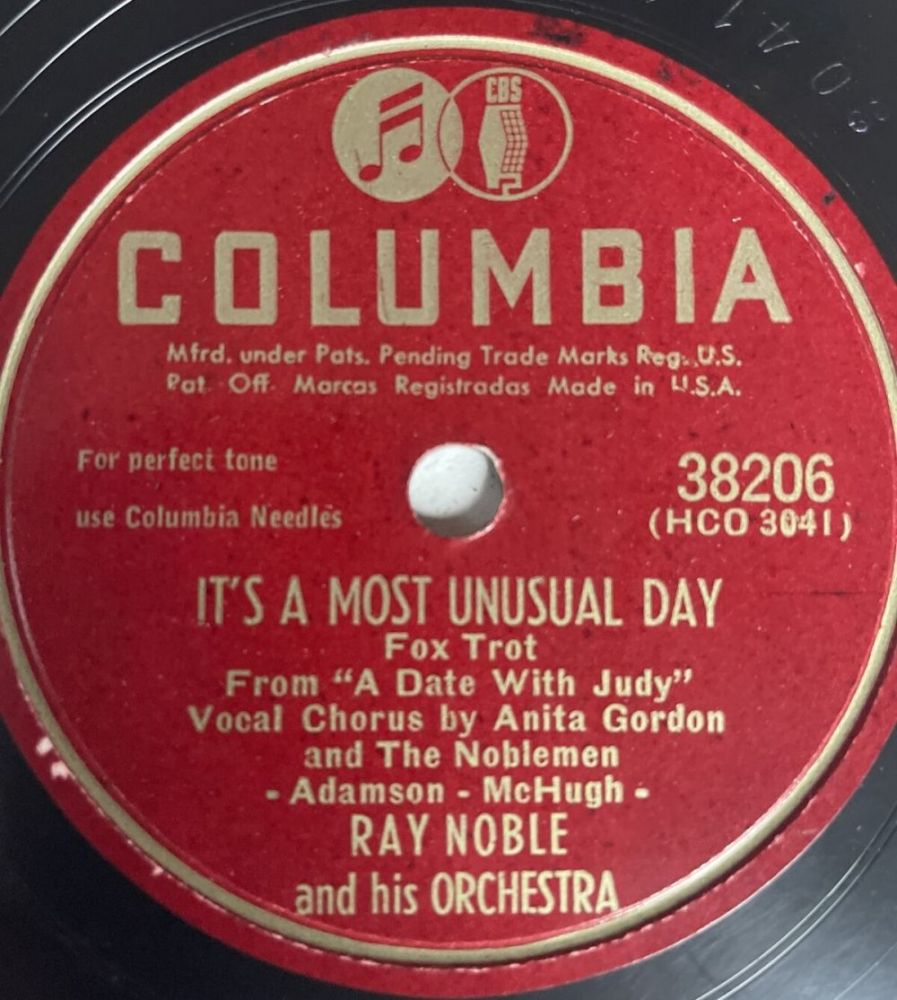 3041
CBS
COLUMBIA
Mfrd. under Pats. Pending Trade Marks Reg. U.S.
Pat. Off. Marcas Registradas Made in U.S.A.
For perfect tone
use Columbia Needles
38206
(HCO 3041)
IT'S A MOST UNUSUAL DAY
Fox Trot
From "A Date With Judy"
Vocal Chorus by Anita Gordon
and The Noblemen
- Adamson - McHugh -
RAY NOBLE
and his ORCHESTRA